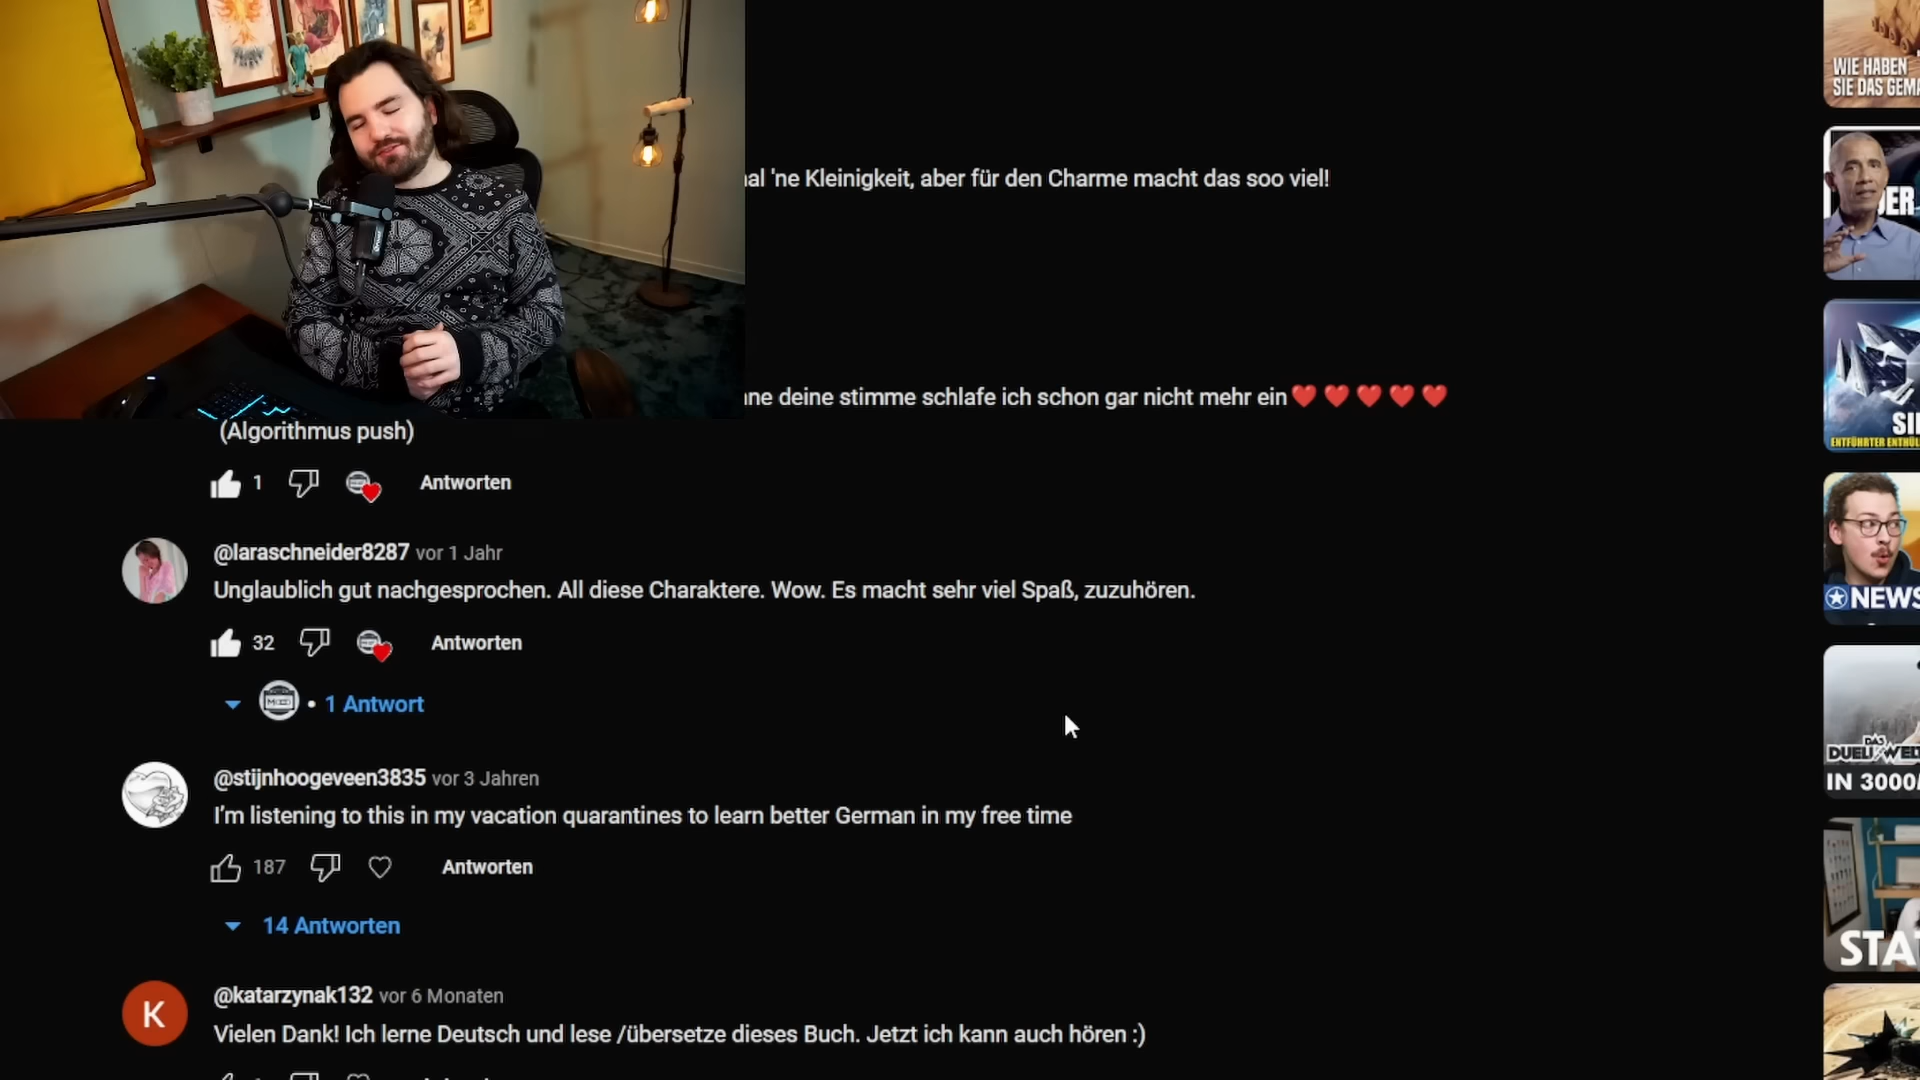 'ne Kleinigkeit, aber für den Charme macht das soo viel!
deine stimme schlafe ich schon gar nicht mehr ein❤️❤️❤️❤️❤️
(Algorithmus push)
1 Antworten
@laraschneider8287 vor 1 Jahr
Unglaublich gut nachgesprochen. All diese Charaktere. Wow. Es macht sehr viel Spaß, zuzuhören.
32 Antworten
• 1 Antwort
@stijnhoogeveen3835 vor 3 Jahren
I'm listening to this in my vacation quarantines to learn better German in my free time
187 Antworten
14 Antworten
K
@katarzynak132 vor 6 Monaten
Vielen Dank! Ich lerne Deutsch und lese /übersetze dieses Buch. Jetzt ich kann auch hören :)
WIE HABEN
SIE DAS
NEWS
DAS
DUELL
IN 3000